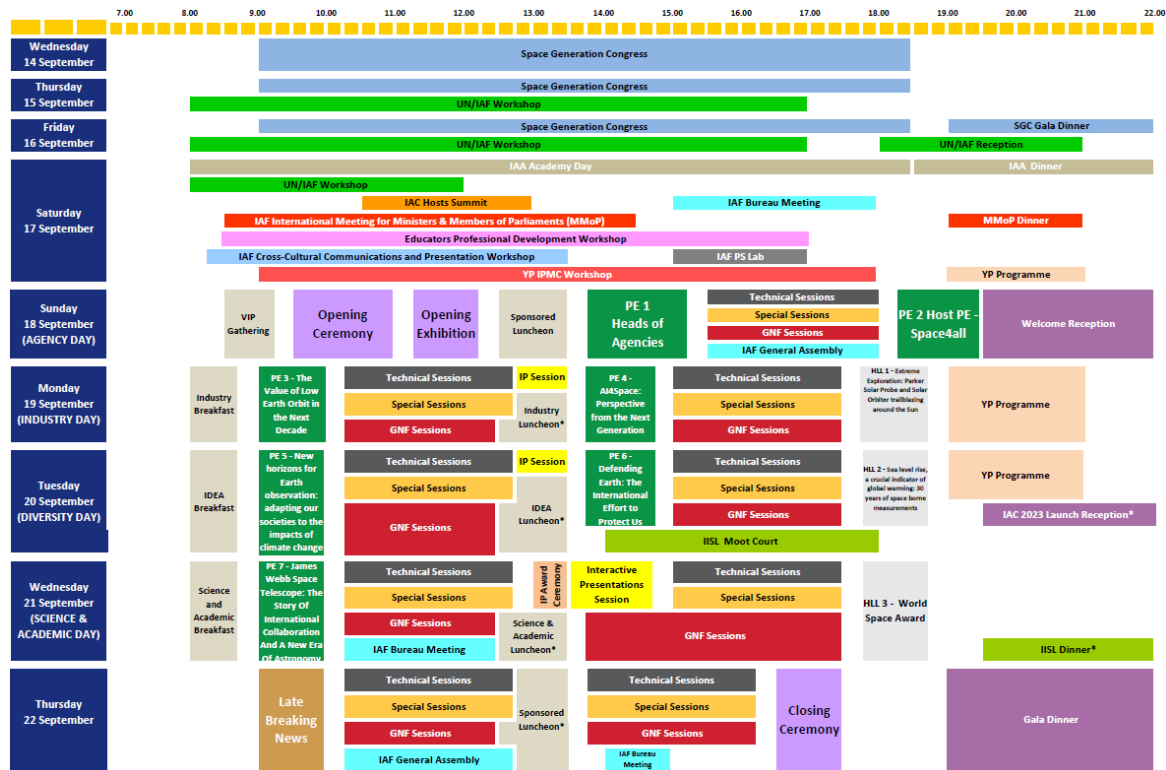 7.00 8.00 9.00 10.00 11.00 12.00 13.00 14.00 15.00 16.00 17.00 18.00 19.00 20.00 21.00 22.00
Wednesday
14 September
Space Generation Congress
Thursday
15 September
Space Generation Congress
UN/IAF Workshop
Friday
16 September
Space Generation Congress
SGC Gala Dinner
UN/IAF Workshop
UN/IAF Reception
Saturday
17 September
IAA Academy Day
IAA Dinner
UN/IAF Workshop
IAC Hosts Summit
IAF Bureau Meeting
IAF International Meeting for Ministers & Members of Parliaments (MMoP)
MMoP Dinner
Educators Professional Development Workshop
IAF Cross-Cultural Communications and Presentation Workshop
IAF PS Lab
YP IPMC Workshop
YP Programme
Sunday
18 September
(AGENCY DAY)
VIP
Gathering
Opening
Ceremony
Opening
Exhibition
Sponsored
Luncheon
PE 1
Heads of
Agencies
Technical Sessions
Special Sessions
GNF Sessions
IAF General Assembly
PE 2 Host PE -
Space4all
Welcome Reception
Monday
19 September
(INDUSTRY DAY)
Industry
Breakfast
PE 3 - The
Value of Low
Earth Orbit in
the Next
Decade
Technical Sessions
Special Sessions
GNF Sessions
IP Session
Industry
Luncheon*
PE 4 -
AI4Space:
Perspective
from the Next
Generation
Technical Sessions
Special Sessions
GNF Sessions
HLL 1 - Extreme
Exploration: Parker
Solar Probe and Solar
Orbiter trailblazing
around the Sun
YP Programme
Tuesday
20 September
(DIVERSITY DAY)
IDEA
Breakfast
PE 5 - New
horizons for
Earth
observation:
adapting our
societies to the
impacts of
climate change
Technical Sessions
Special Sessions
GNF Sessions
IP Session
IDEA
Luncheon*
PE 6 -
Defending
Earth: The
International
Effort to
Protect Us
Technical Sessions
Special Sessions
GNF Sessions
IISL Moot Court
HLL 2 - Sea level rise,
a crucial indicator of
global warming: 30
years of space borne
measurements
YP Programme
IAC 2023 Launch Reception*
Wednesday
21 September
(SCIENCE &
ACADEMIC DAY)
Science
and
Academic
Breakfast
PE 7 - James
Webb Space
Telescope: The
Story Of
International
Collaboration
And A New Era
Of Astronomy
Technical Sessions
Special Sessions
GNF Sessions
IAF Bureau Meeting
IP Award
Ceremony
Science &
Academic
Luncheon*
Interactive
Presentations
Session
Technical Sessions
Special Sessions
GNF Sessions
HLL 3 - World
Space Award
IISL Dinner*
Thursday
22 September
Late
Breaking
News
Technical Sessions
Special Sessions
GNF Sessions
IAF General Assembly
Sponsored
Luncheon*
Technical Sessions
Special Sessions
GNF Sessions
IAF Bureau
Meeting
Closing
Ceremony
Gala Dinner